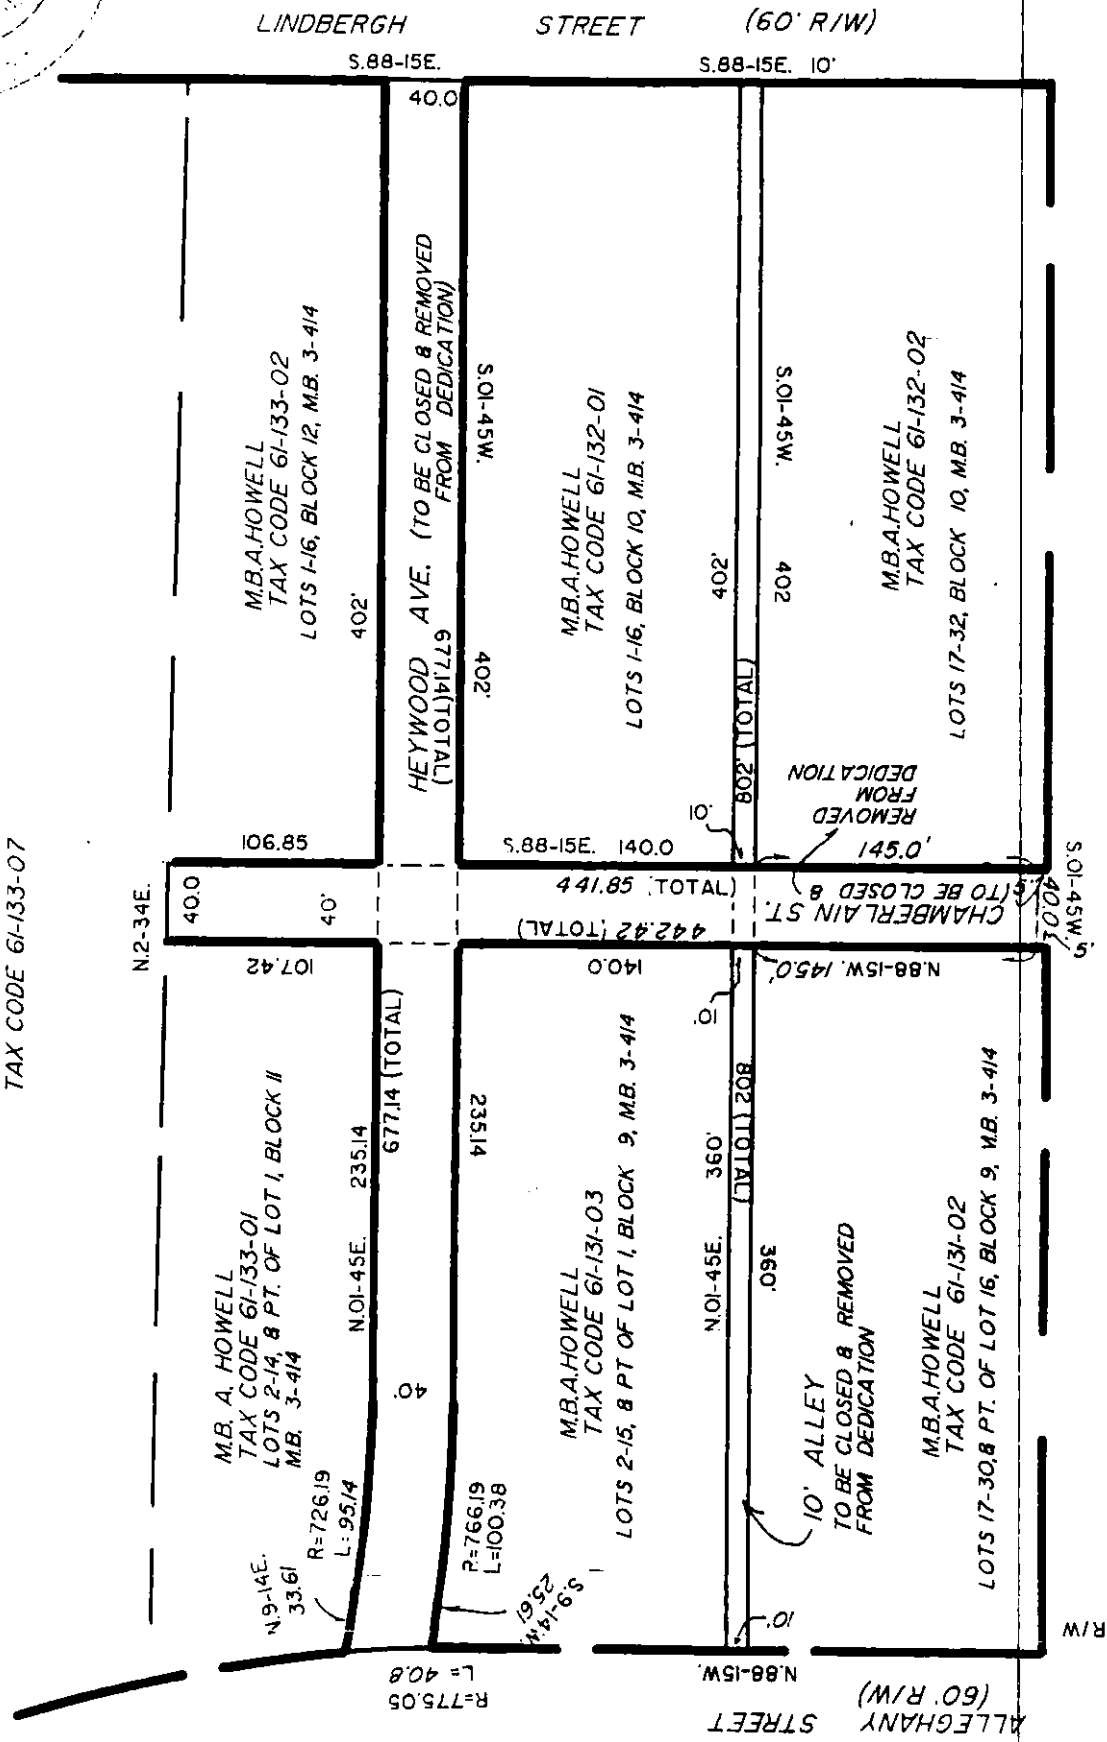 LINDBERGH STREET (60' R/W)
S.88-15E.
S.88-15E. 10'
40.0
M.B.A.HOWELL
TAX CODE 61-133-02
LOTS 1-16, BLOCK 12, M.B. 3-414
402'
HEYWOOD AVE. (TO BE CLOSED & REMOVED
FROM DEDICATION)
677.14(TOTAL)
S.01-45W.
402'
M.B.A.HOWELL
TAX CODE 61-132-01
LOTS 1-16, BLOCK 10, M.B. 3-414
402'
802' (TOTAL)
S.01-45W.
402
M.B.A.HOWELL
TAX CODE 61-132-02
LOTS 17-32, BLOCK 10, M.B. 3-414
TAX CODE 61-133-07
N.2-34E.
106.85
40.0
40'
107.42
S.88-15E. 140.0
441.85 (TOTAL)
442.42 (TOTAL)
140.0
10'
10'
CHAMBERLAIN ST.
(TO BE CLOSED &
REMOVED
FROM
DEDICATION
145.0'
N.88-15W. 145.0'
S.01-45W.
40.0
5'
M.B. A. HOWELL
TAX CODE 61-133-01
LOTS 2-14, & PT. OF LOT 1, BLOCK 11
M.B. 3-414
N.01-45E. 235.14
677.14 (TOTAL)
235.14
40'
R=726.19
L=95.14
N.9-14E.
33.61
R=766.19
L=100.38
S.9-14W.
25.61
M.B.A.HOWELL
TAX CODE 61-131-03
LOTS 2-15, & PT OF LOT 1, BLOCK 9, M.B. 3-414
N.01-45E. 360'
802 (TOTAL)
360'
10' ALLEY
TO BE CLOSED & REMOVED
FROM DEDICATION
M.B.A.HOWELL
TAX CODE 61-131-02
LOTS 17-30,& PT. OF LOT 16, BLOCK 9, M.B. 3-414
10'
R=775.05
L= 40.8
N.88-15W.
ALLEGHANY STREET
(60' R/W)
R/W